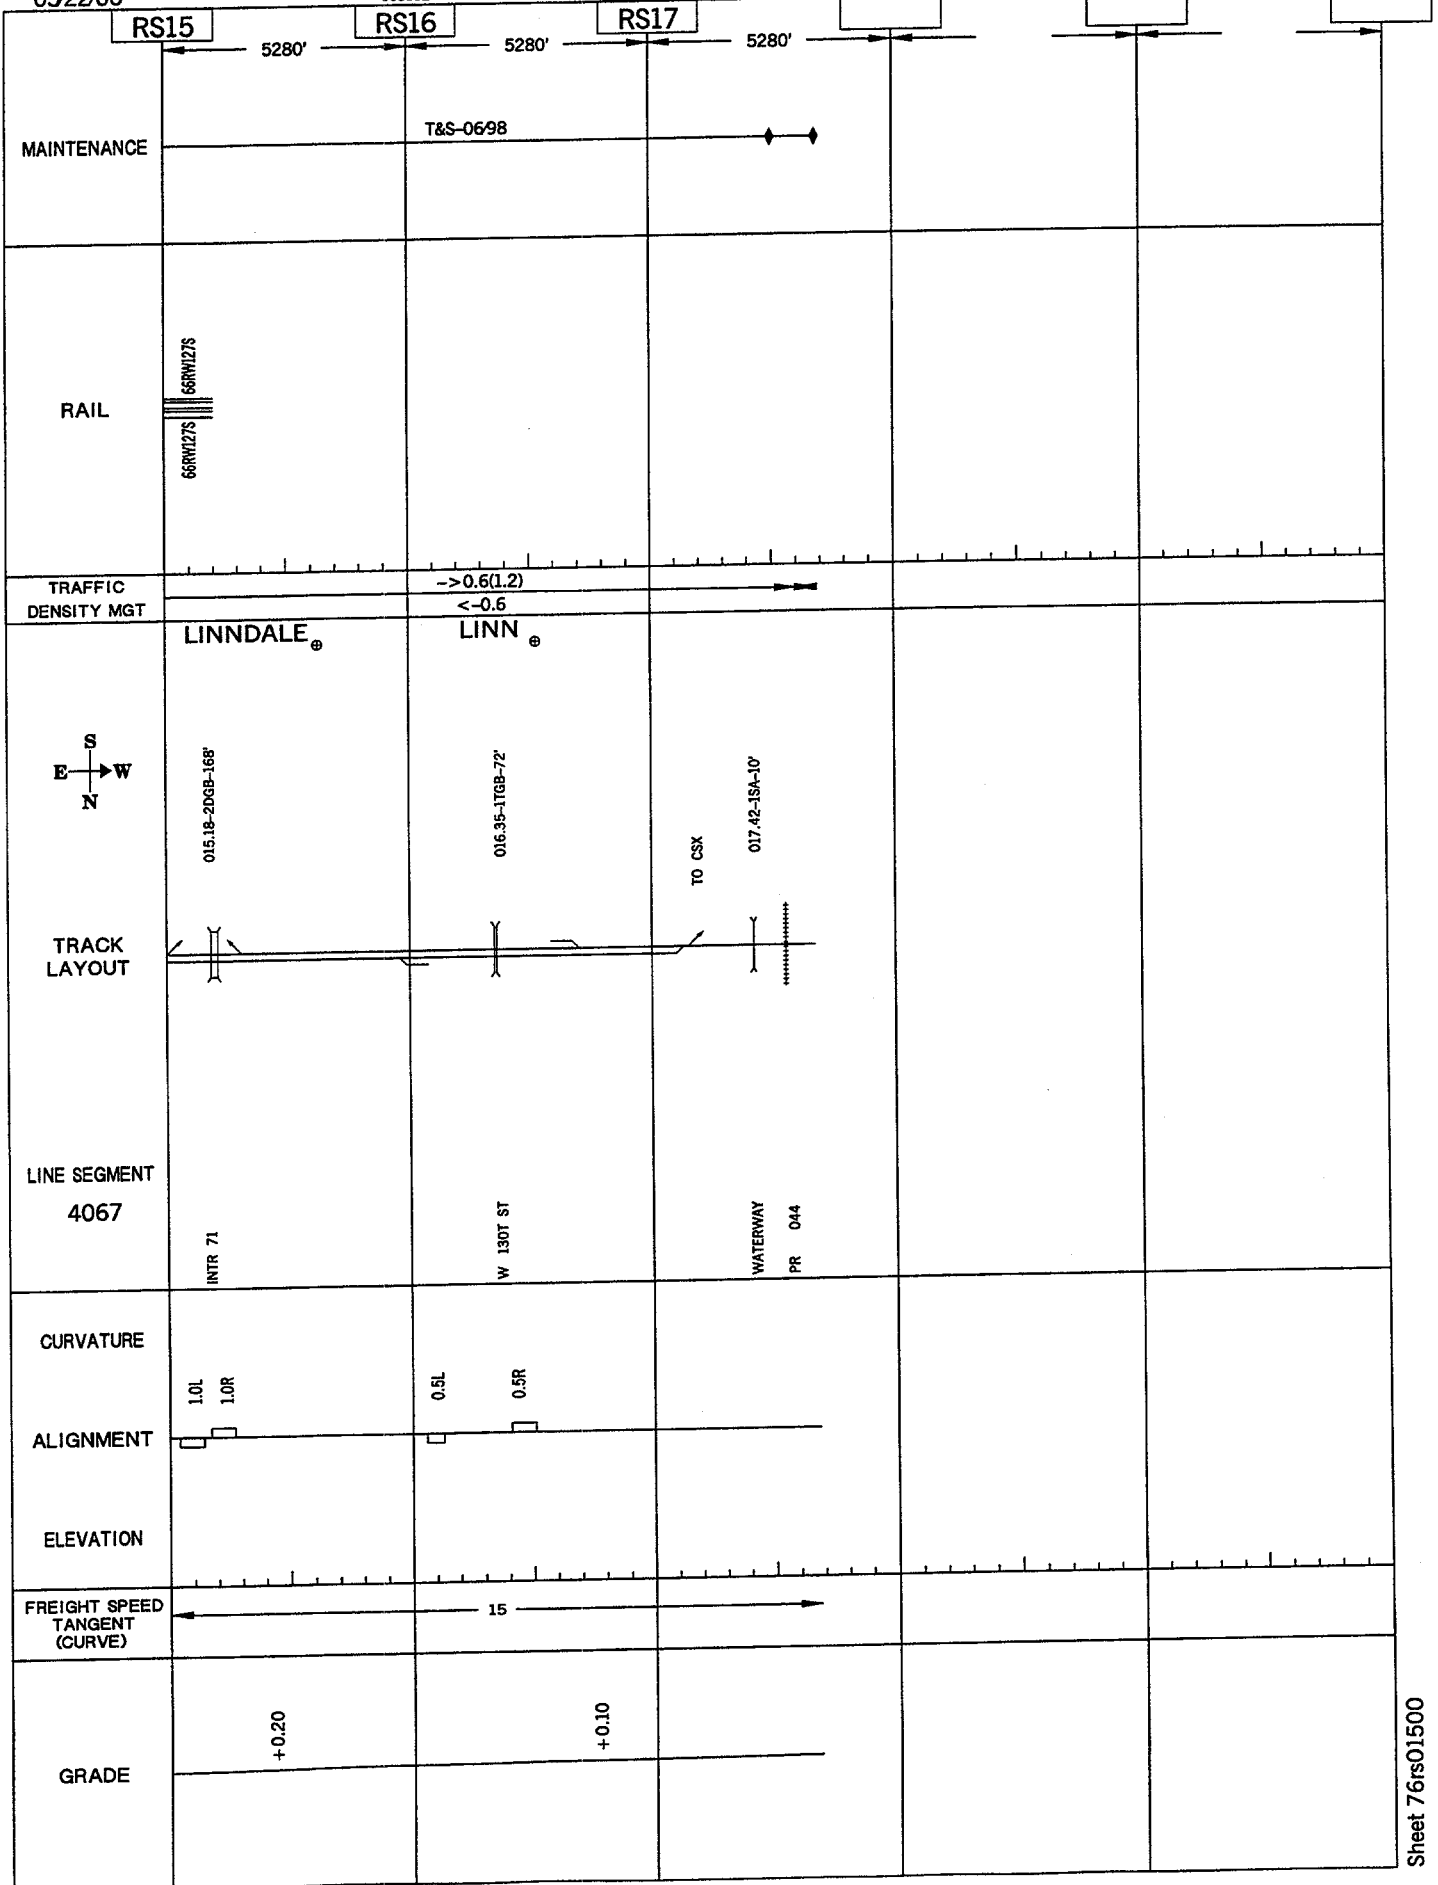 RS15
RS16
RS17
5280'
5280'
5280'
MAINTENANCE
T&S-06/98
RAIL
66RW127S
66RW127S
TRAFFIC
DENSITY MGT
->0.6(1.2)
<-0.6
LINNDALE
LINN
S
E W
N
015.18-2DGB-168'
016.35-1TGB-72'
TO CSX
017.42-1SA-10'
TRACK
LAYOUT
LINE SEGMENT
4067
INTR 71
W 130T ST
WATERWAY
PR 044
CURVATURE
1.0L
1.0R
0.5L
0.5R
ALIGNMENT
ELEVATION
FREIGHT SPEED
TANGENT
(CURVE)
15
GRADE
+0.20
+0.10
Sheet 76rs01500